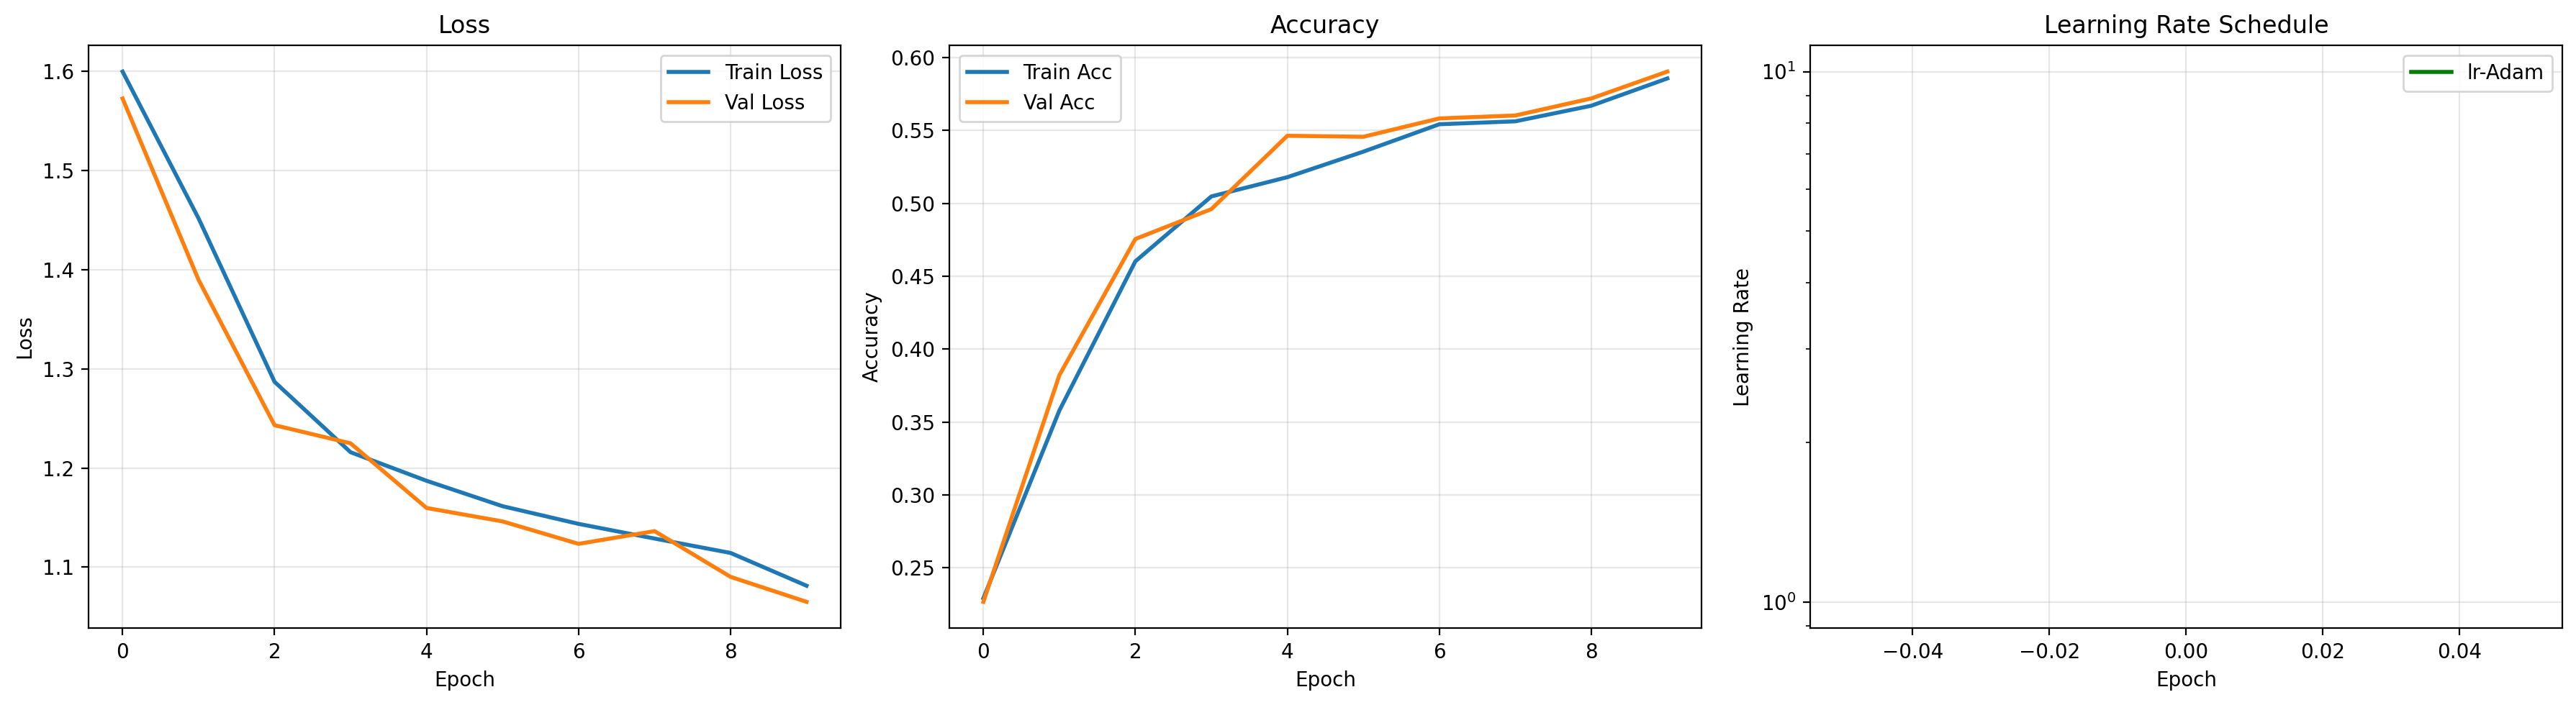 Loss
1.6
1.5
1.4
1.3
1.2
1.1
Loss
Train Loss
Val Loss
0 2 4 6 8
Epoch
Accuracy
0.60
0.55
0.50
0.45
0.40
0.35
0.30
0.25
Accuracy
Train Acc
Val Acc
0 2 4 6 8
Epoch
Learning Rate Schedule
10¹
10⁰
Learning Rate
lr-Adam
−0.04 −0.02 0.00 0.02 0.04
Epoch